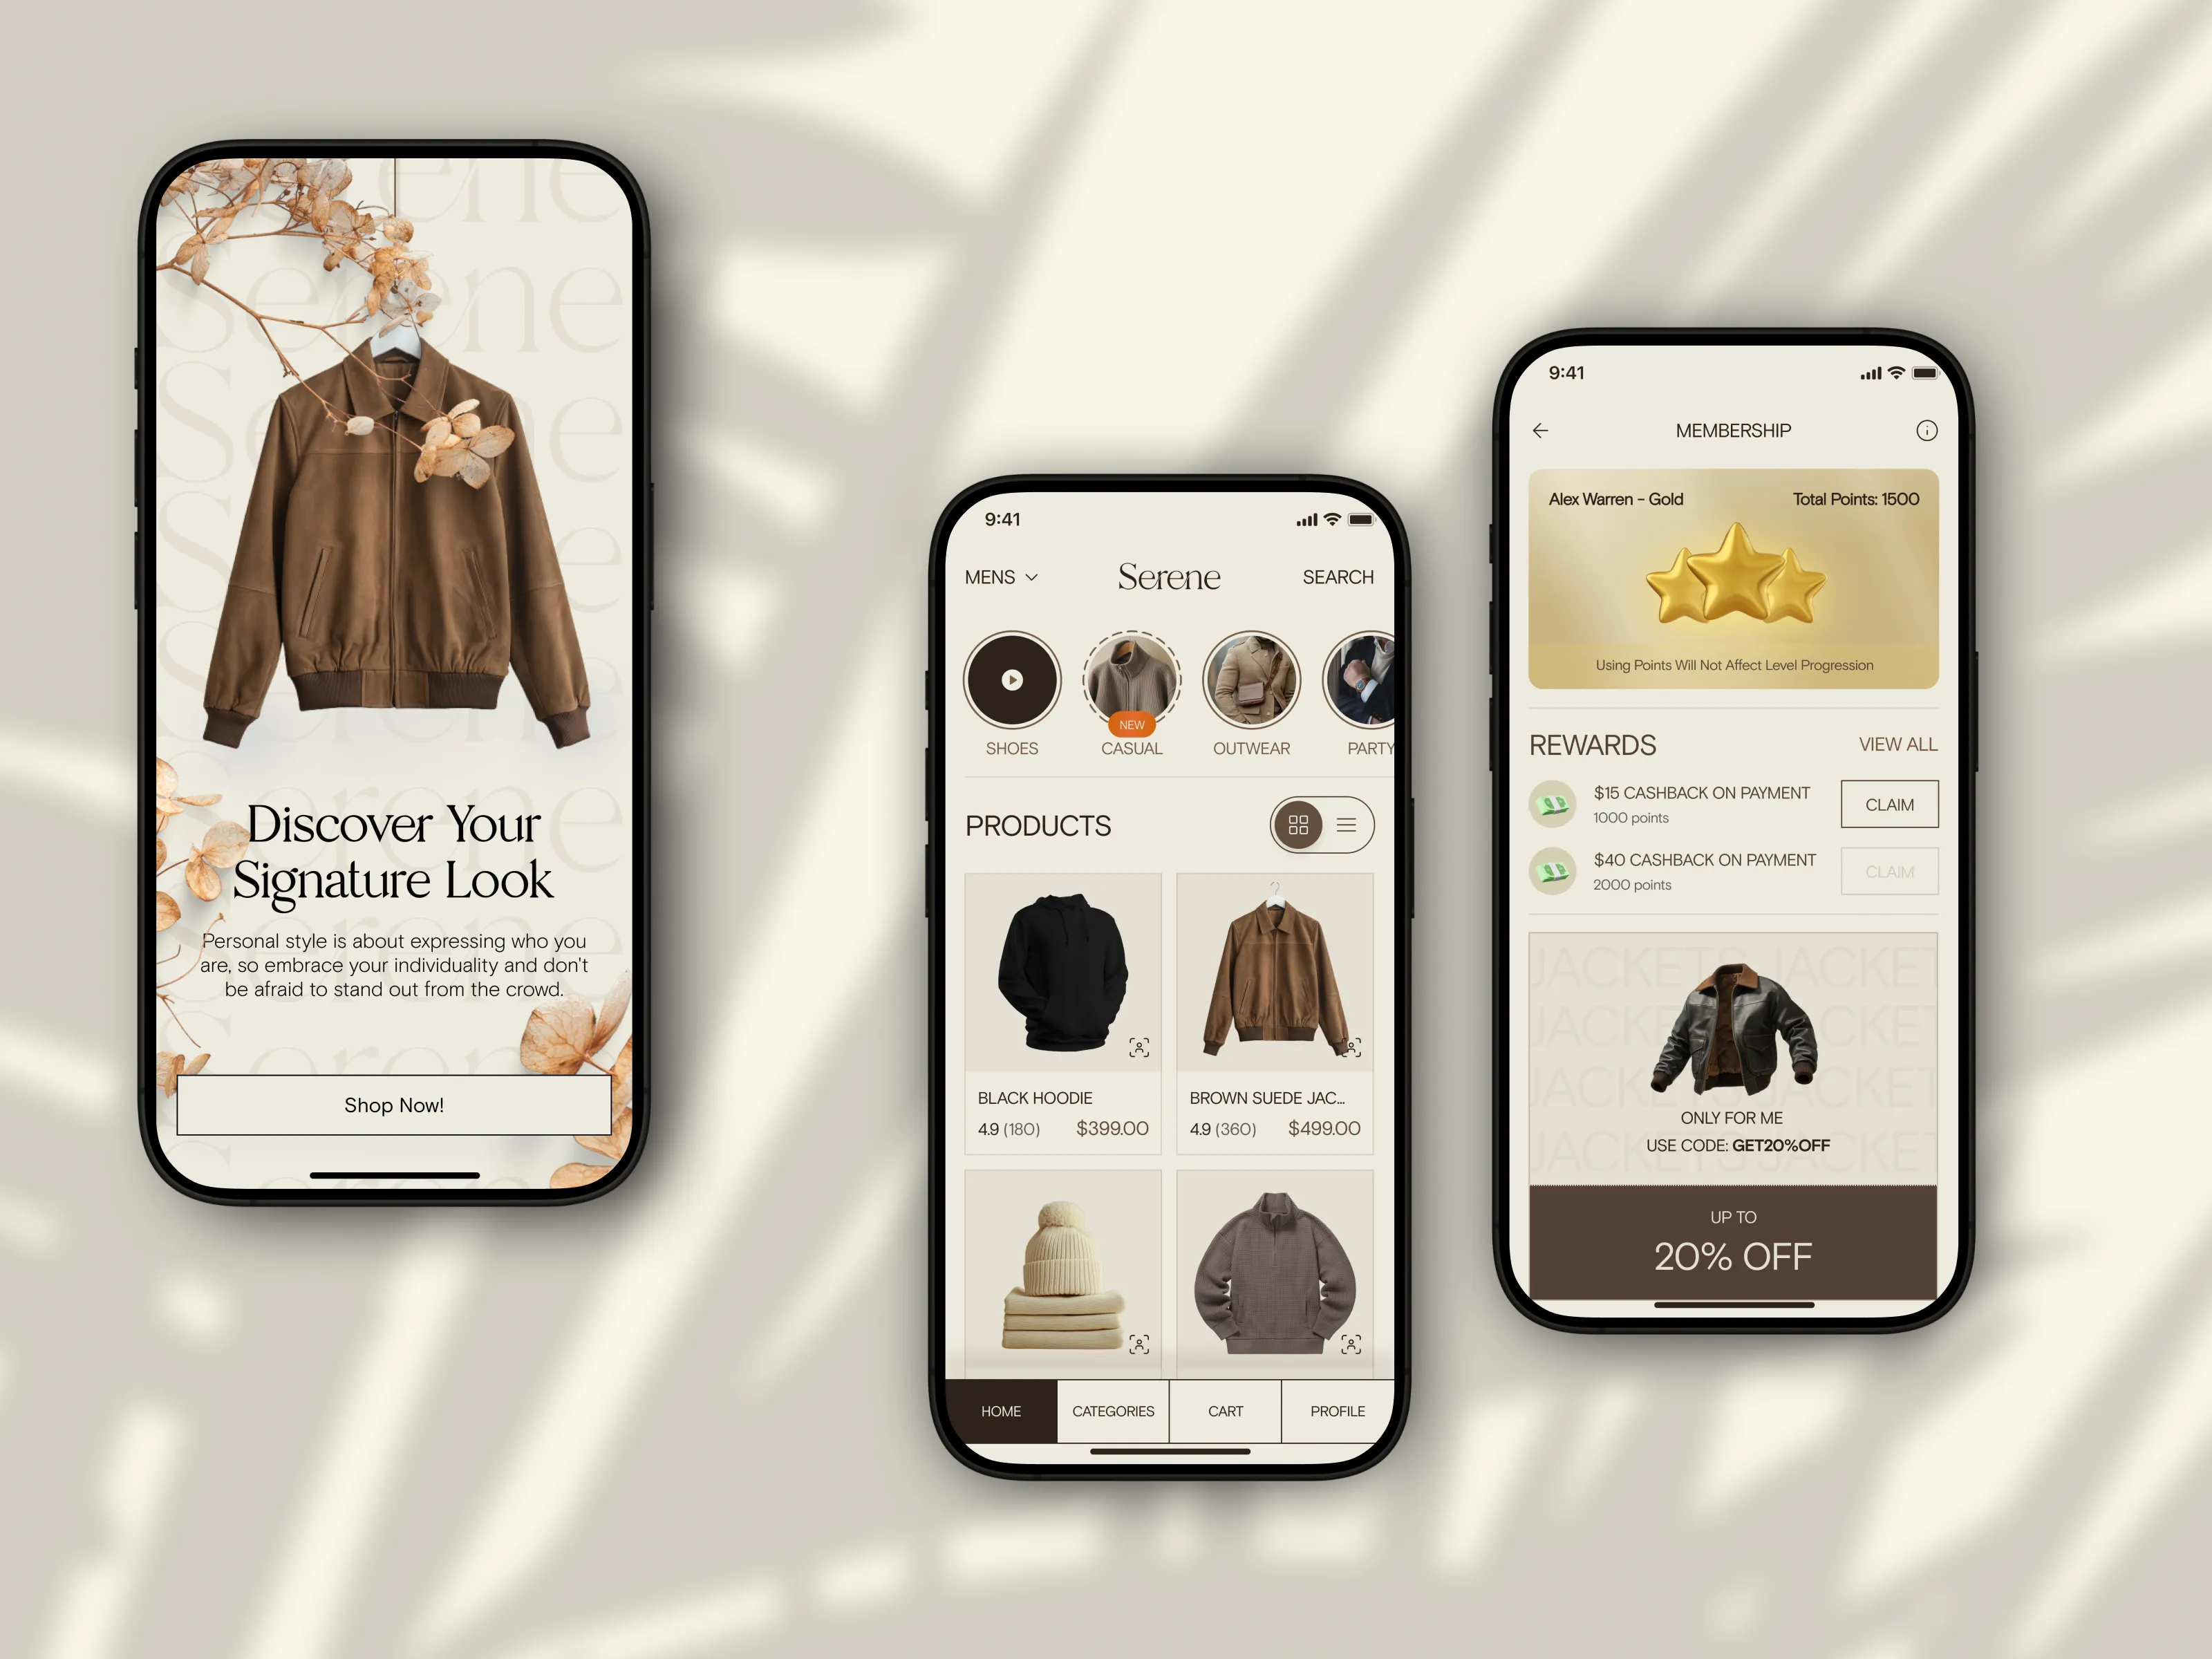 Serene
Discover Your
Signature Look
Personal style is about expressing who you
are, so embrace your individuality and don't
be afraid to stand out from the crowd.
Shop Now!
9:41
MENS
Serene
SEARCH
NEW
SHOES
CASUAL
OUTWEAR
PARTY
PRODUCTS
BLACK HOODIE
4.9 (180) $399.00
BROWN SUEDE JAC...
4.9 (360) $499.00
HOME
CATEGORIES
CART
PROFILE
9:41
MEMBERSHIP
Alex Warren - Gold
Total Points: 1500
Using Points Will Not Affect Level Progression
REWARDS
VIEW ALL
$15 CASHBACK ON PAYMENT
1000 points
CLAIM
$40 CASHBACK ON PAYMENT
2000 points
CLAIM
JACKETS JACKET
ONLY FOR ME
USE CODE: GET20%OFF
UP TO
20% OFF